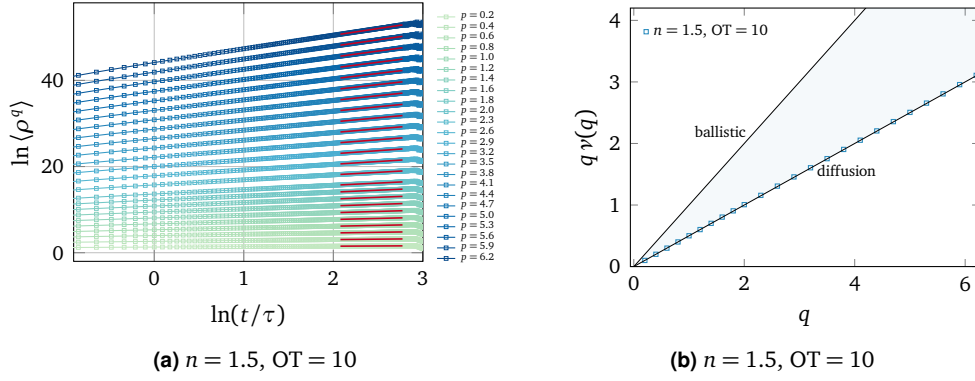 ln ⟨ρ^q⟩
40
20
0
0
1
2
3
ln(t/τ)
p = 0.2
p = 0.4
p = 0.6
p = 0.8
p = 1.0
p = 1.2
p = 1.4
p = 1.6
p = 1.8
p = 2.0
p = 2.3
p = 2.6
p = 2.9
p = 3.2
p = 3.5
p = 3.8
p = 4.1
p = 4.4
p = 4.7
p = 5.0
p = 5.3
p = 5.6
p = 5.9
p = 6.2
(a) n = 1.5, OT = 10
q ν(q)
4
3
2
1
0
n = 1.5, OT = 10
ballistic
diffusion
0
2
4
6
q
(b) n = 1.5, OT = 10